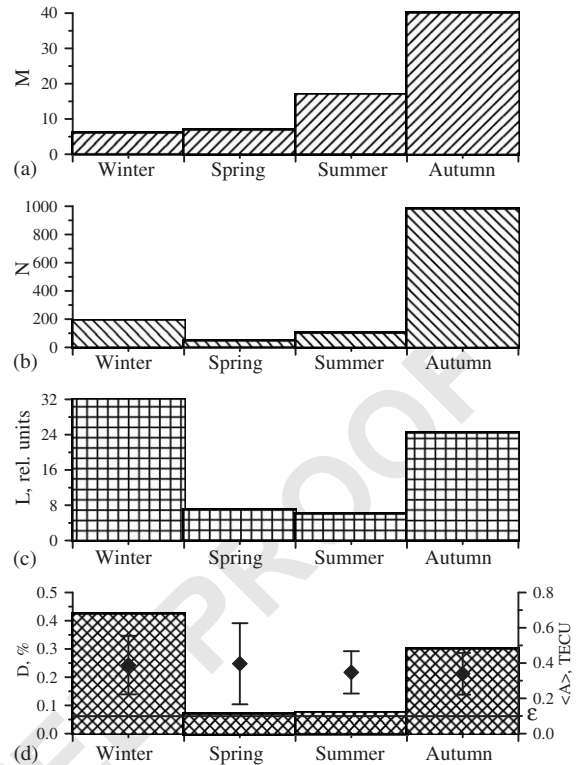 40
30
20
10
0
M
(a)
Winter Spring Summer Autumn
1000
800
600
400
200
0
N
(b)
Winter Spring Summer Autumn
32
24
16
8
0
L, rel. units
(c)
Winter Spring Summer Autumn
0.5
0.4
0.3
0.2
0.1
0.0
D, %
0.8
0.6
0.4
0.2
0.0
ε
<A>, TECU
(d)
Winter Spring Summer Autumn
PROOF